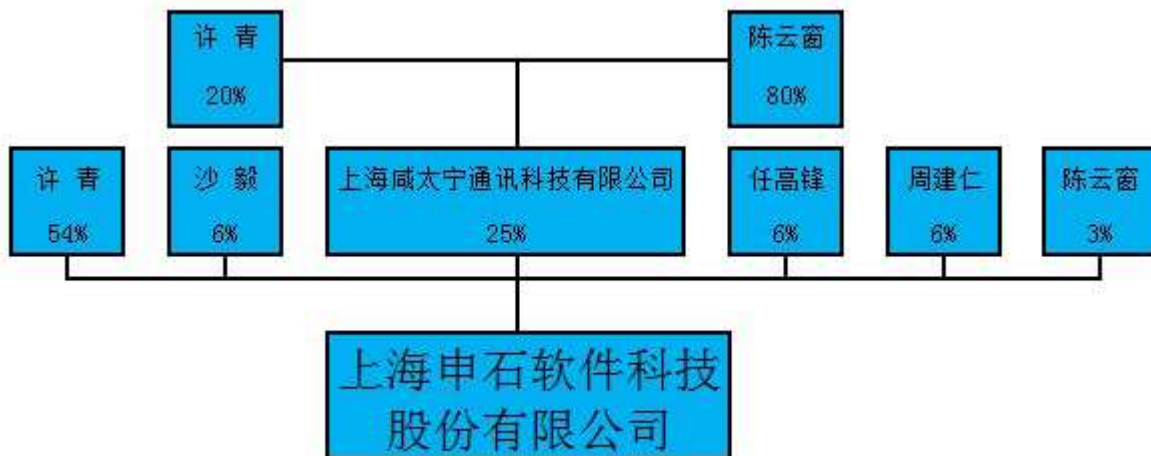 许 青
20%
陈云窗
80%
许 青
54%
沙 毅
6%
上海咸太宁通讯科技有限公司
25%
任高锋
6%
周建仁
6%
陈云窗
3%
上海申石软件科技
股份有限公司